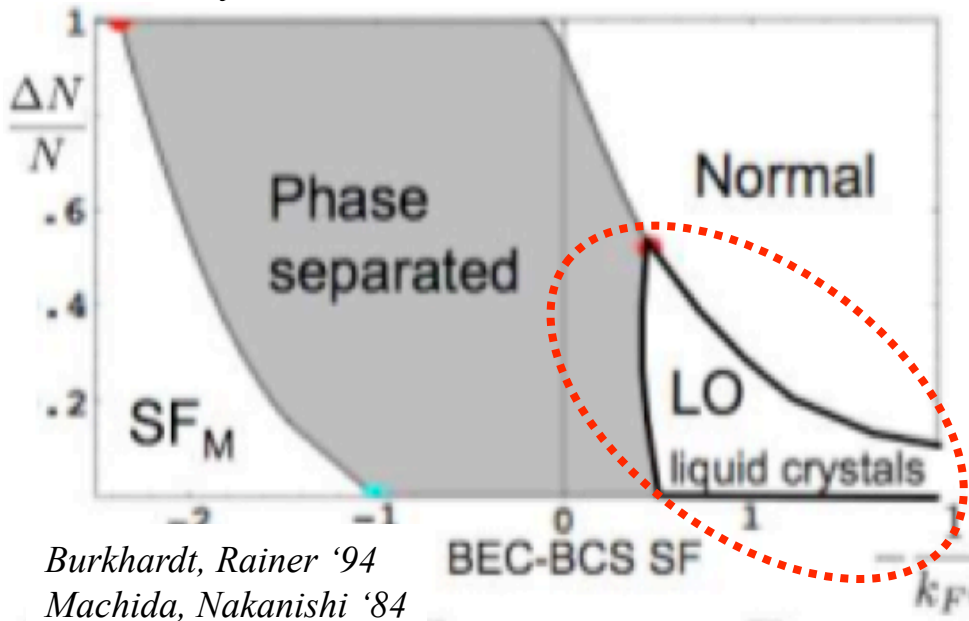 1
ΔN
N
.6
.4
.2
Phase
separated
Normal
SF_M
LO
liquid crystals
-2 -1 0 1
BEC-BCS SF
Burkhardt, Rainer ‘94
Machida, Nakanishi ‘84